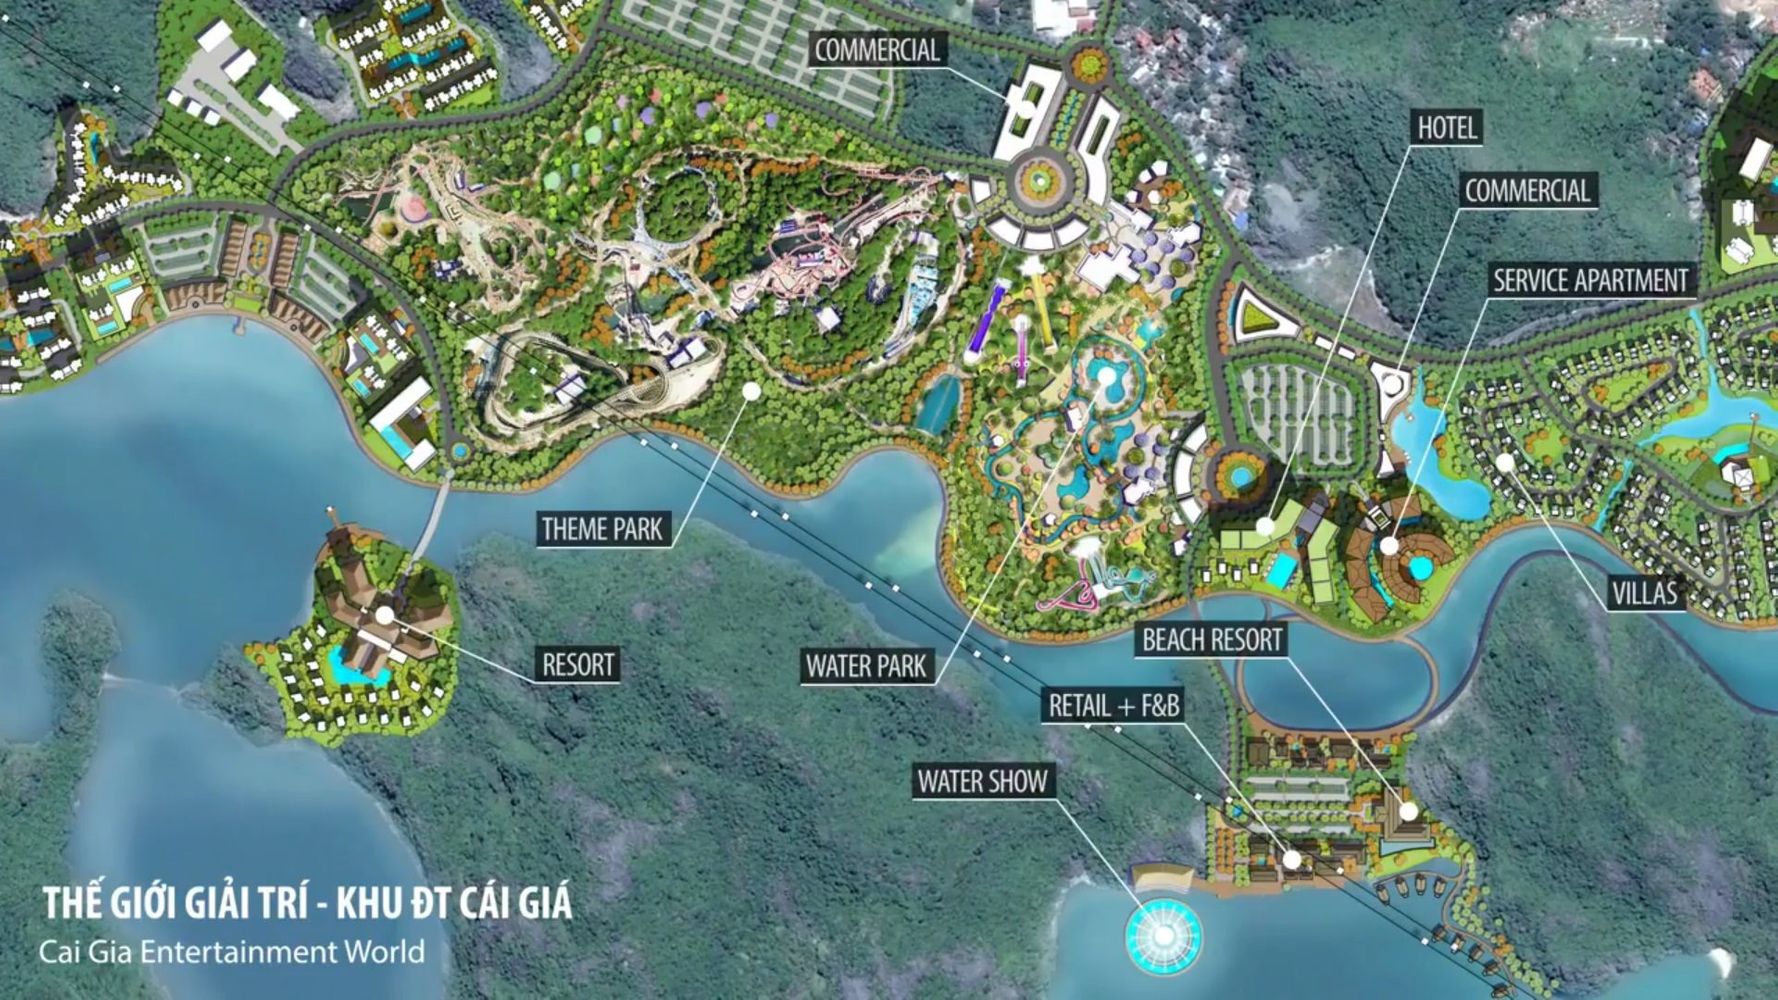 COMMERCIAL
HOTEL
COMMERCIAL
SERVICE APARTMENT
THEME PARK
VILLAS
BEACH RESORT
RESORT
WATER PARK
RETAIL + F&B
WATER SHOW
THẾ GIỚI GIẢI TRÍ - KHU ĐT CÁI GIÁ
Cai Gia Entertainment World